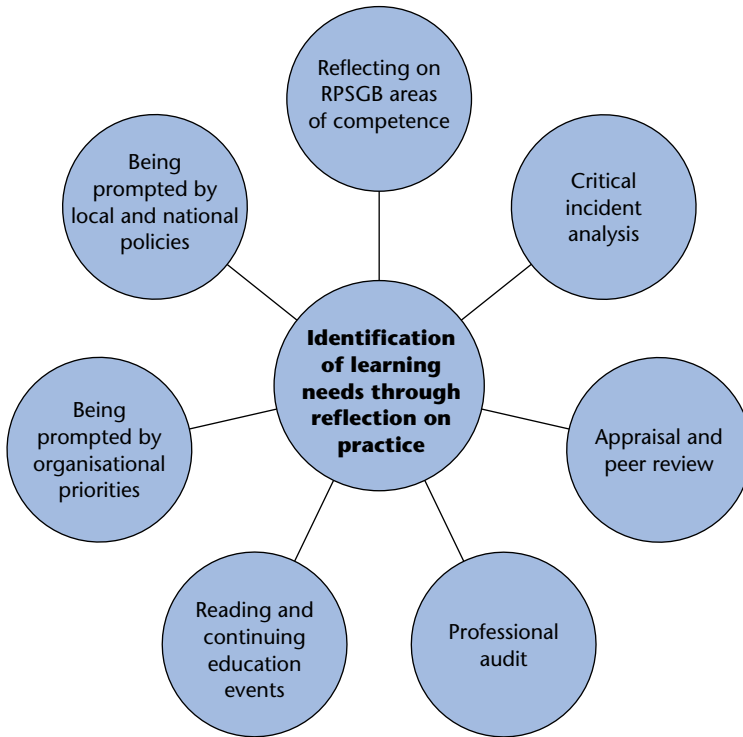 Reflecting on
RPSGB areas
of competence
Being
prompted by
local and national
policies
Critical
incident
analysis
Identification
of learning
needs through
reflection on
practice
Being
prompted by
organisational
priorities
Appraisal and
peer review
Reading and
continuing
education
events
Professional
audit